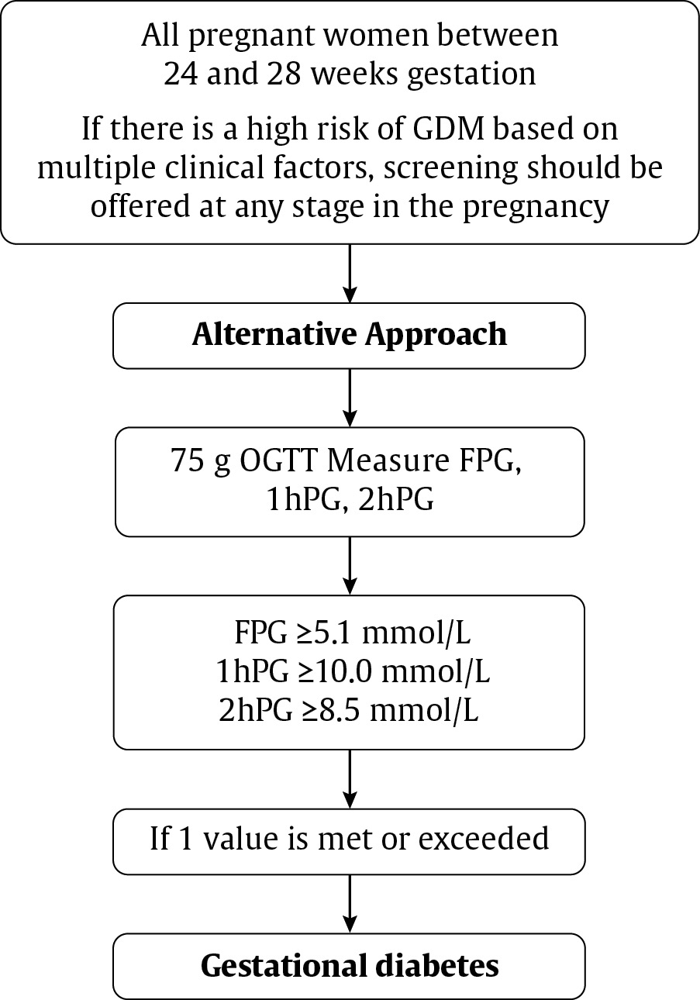 All pregnant women between
24 and 28 weeks gestation
If there is a high risk of GDM based on
multiple clinical factors, screening should be
offered at any stage in the pregnancy
Alternative Approach
75 g OGTT Measure FPG,
1hPG, 2hPG
FPG ≥5.1 mmol/L
1hPG ≥10.0 mmol/L
2hPG ≥8.5 mmol/L
If 1 value is met or exceeded
Gestational diabetes